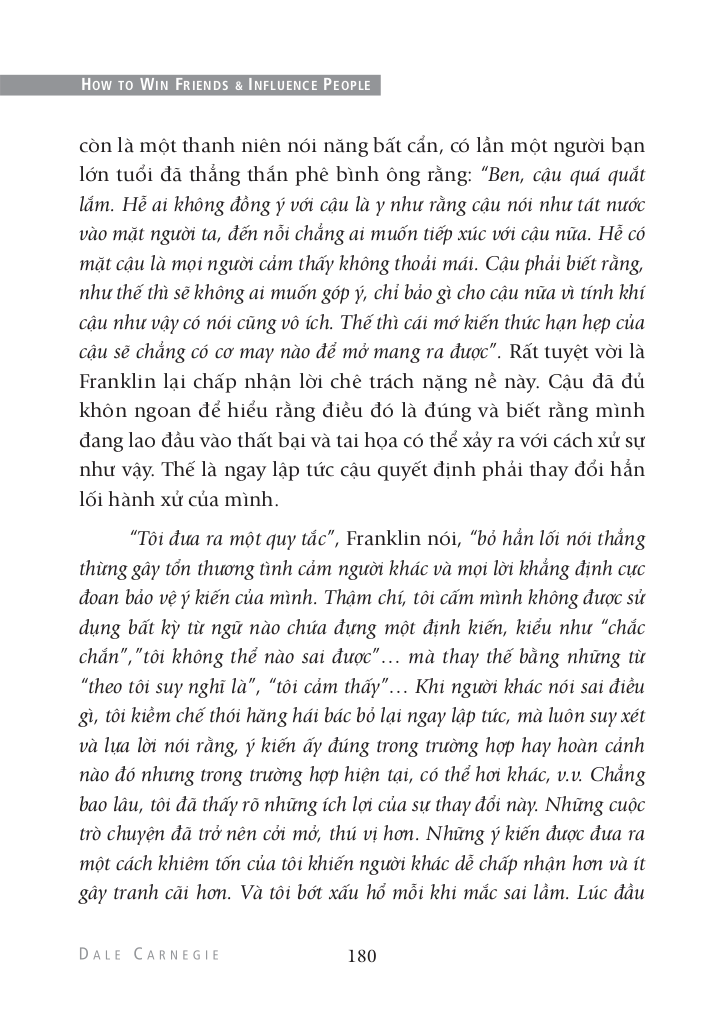 HOW TO WIN FRIENDS & INFLUENCE PEOPLE
còn là một thanh niên nói năng bất cẩn, có lần một người bạn
lớn tuổi đã thẳng thắn phê bình ông rằng: “Ben, cậu quá quắt
lắm. Hễ ai không đồng ý với cậu là y như rằng cậu nói như tát nước
vào mặt người ta, đến nỗi chẳng ai muốn tiếp xúc với cậu nữa. Hễ có
mặt cậu là mọi người cảm thấy không thoải mái. Cậu phải biết rằng,
như thế thì sẽ không ai muốn góp ý, chỉ bảo gì cho cậu nữa vì tính khí
cậu như vậy có nói cũng vô ích. Thế thì cái mớ kiến thức hạn hẹp của
cậu sẽ chẳng có cơ may nào để mở mang ra được”. Rất tuyệt vời là
Franklin lại chấp nhận lời chê trách nặng nề này. Cậu đã đủ
khôn ngoan để hiểu rằng điều đó là đúng và biết rằng mình
đang lao đầu vào thất bại và tai họa có thể xảy ra với cách xử sự
như vậy. Thế là ngay lập tức cậu quyết định phải thay đổi hẳn
lối hành xử của mình.
“Tôi đưa ra một quy tắc”, Franklin nói, “bỏ hẳn lối nói thẳng
thừng gây tổn thương tình cảm người khác và mọi lời khẳng định cực
đoan bảo vệ ý kiến của mình. Thậm chí, tôi cấm mình không được sử
dụng bất kỳ từ ngữ nào chứa đựng một định kiến, kiểu như “chắc
chắn”,”tôi không thể nào sai được”… mà thay thế bằng những từ
“theo tôi suy nghĩ là”, “tôi cảm thấy”… Khi người khác nói sai điều
gì, tôi kiềm chế thói hăng hái bác bỏ lại ngay lập tức, mà luôn suy xét
và lựa lời nói rằng, ý kiến ấy đúng trong trường hợp hay hoàn cảnh
nào đó nhưng trong trường hợp hiện tại, có thể hơi khác, v.v. Chẳng
bao lâu, tôi đã thấy rõ những ích lợi của sự thay đổi này. Những cuộc
trò chuyện đã trở nên cởi mở, thú vị hơn. Những ý kiến được đưa ra
một cách khiêm tốn của tôi khiến người khác dễ chấp nhận hơn và ít
gây tranh cãi hơn. Và tôi bớt xấu hổ mỗi khi mắc sai lầm. Lúc đầu
DALE CARNEGIE 180